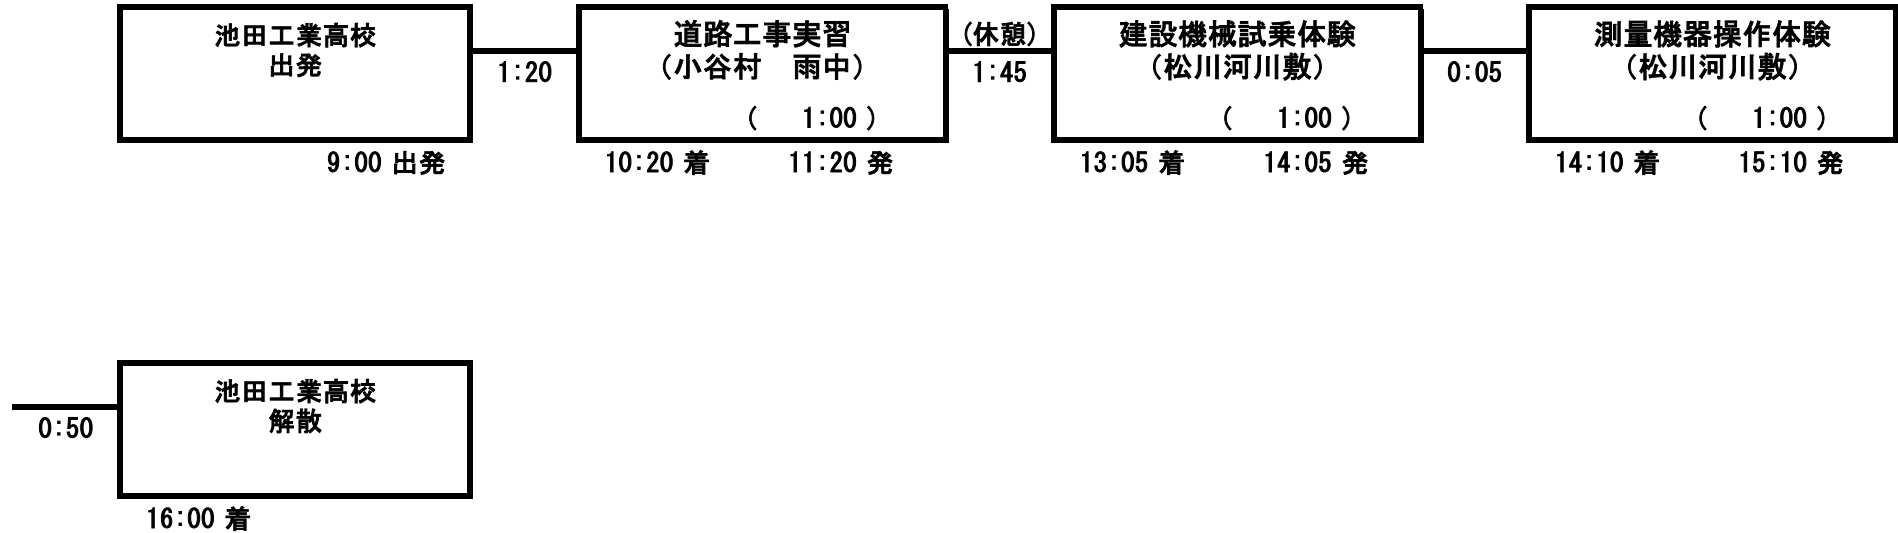 池田工業高校
出発
9:00 出発
1:20
道路工事実習
（小谷村　雨中）
（　1:00 ）
10:20 着　11:20 発
（休憩）
1:45
建設機械試乗体験
（松川河川敷）
（　1:00 ）
13:05 着　14:05 発
0:05
測量機器操作体験
（松川河川敷）
（　1:00 ）
14:10 着　15:10 発
0:50
池田工業高校
解散
16:00 着